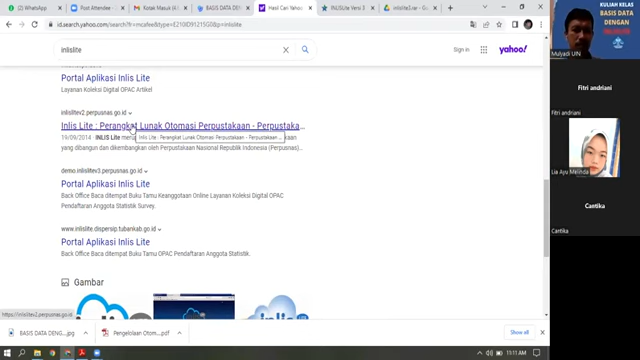 WhatsApp
Post Attendee
Kotak Masuk (
BASIS DATA DENG
Hasil Cari Yahoo
INLISLite Versi 3
inlislite3.rar - Goog
id.search.yahoo.com/search?fr=mcafee&type=E210ID91215G0&p=inlislite
inlislite
Sign in
yahoo!
Portal Aplikasi Inlis Lite
Layanan Koleksi Digital OPAC Artikel
inlislitev2.perpusnas.go.id
Inlis Lite : Perangkat Lunak Otomasi Perpustakaan - Perpustaka...
19/09/2014 · INLIS Lite
Inlis Lite : Perangkat Lunak Otomasi Perpustakaan - Perpustakaan ...
yang dibangun dan dikembangkan oleh Perpustakaan Nasional Republik Indonesia (Perpusnas)...
demo.inlislitev3.perpusnas.go.id
Portal Aplikasi Inlis Lite
Back Office Baca ditempat Buku Tamu Keanggotaan Online Layanan Koleksi Digital OPAC
Pendaftaran Anggota Statistik Survey.
www.inlislite.dispersip.tubankab.go.id
Portal Aplikasi Inlis Lite
Back Office Baca ditempat Buku Tamu OPAC Pendaftaran Anggota Statistik.
Gambar
https://inlislitev2.perpusnas.go.id
BASIS DATA DENG....jpg
Pengelolaan Otom....pdf
Show all
11:11 AM
KULIAH KELAS
BASIS DATA
DENGAN
Mulyadi UIN
Fitri andriani
Fitri andriani
Lia Ayu Melinda
Cantika
Cantika